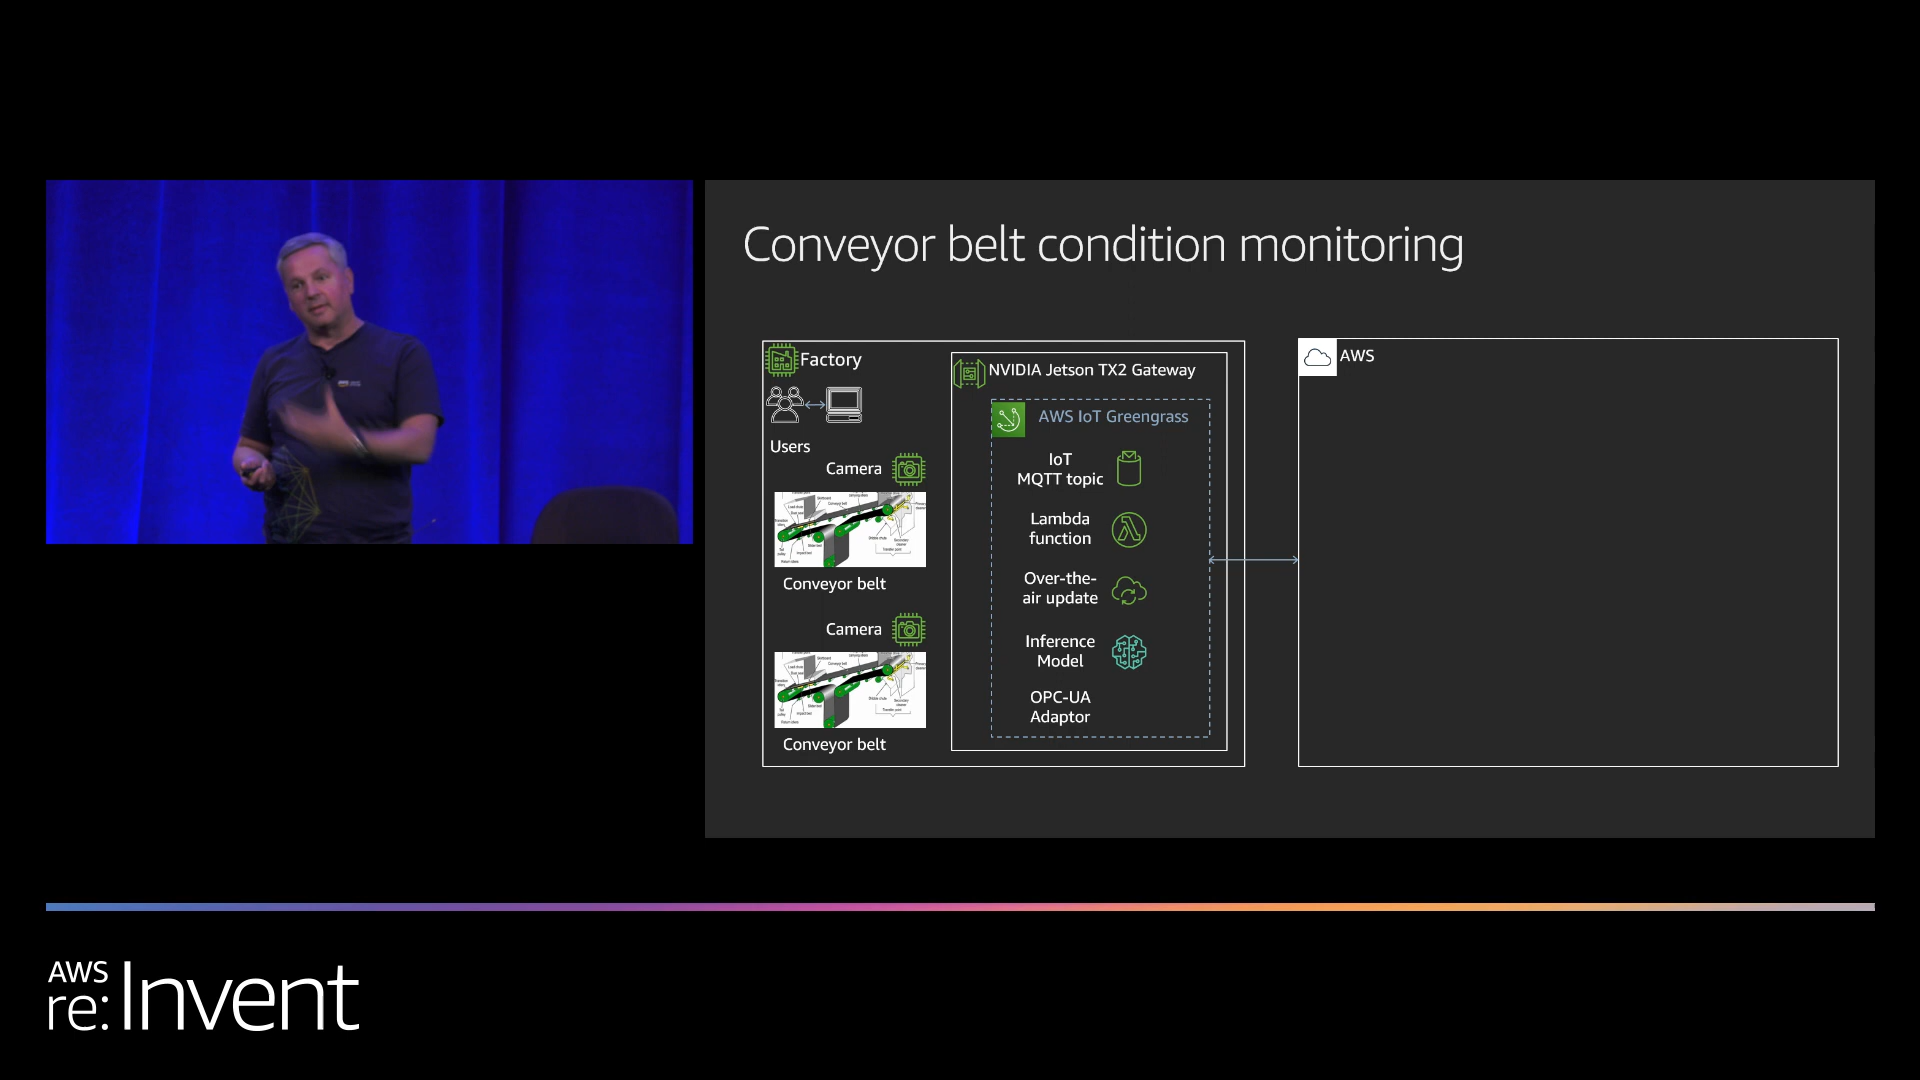 Conveyor belt condition monitoring
Factory
Users
Camera
Conveyor belt
Camera
Conveyor belt
NVIDIA Jetson TX2 Gateway
AWS IoT Greengrass
IoT
MQTT topic
Lambda
function
Over-the-
air update
Inference
Model
OPC-UA
Adaptor
AWS
AWS
re:Invent